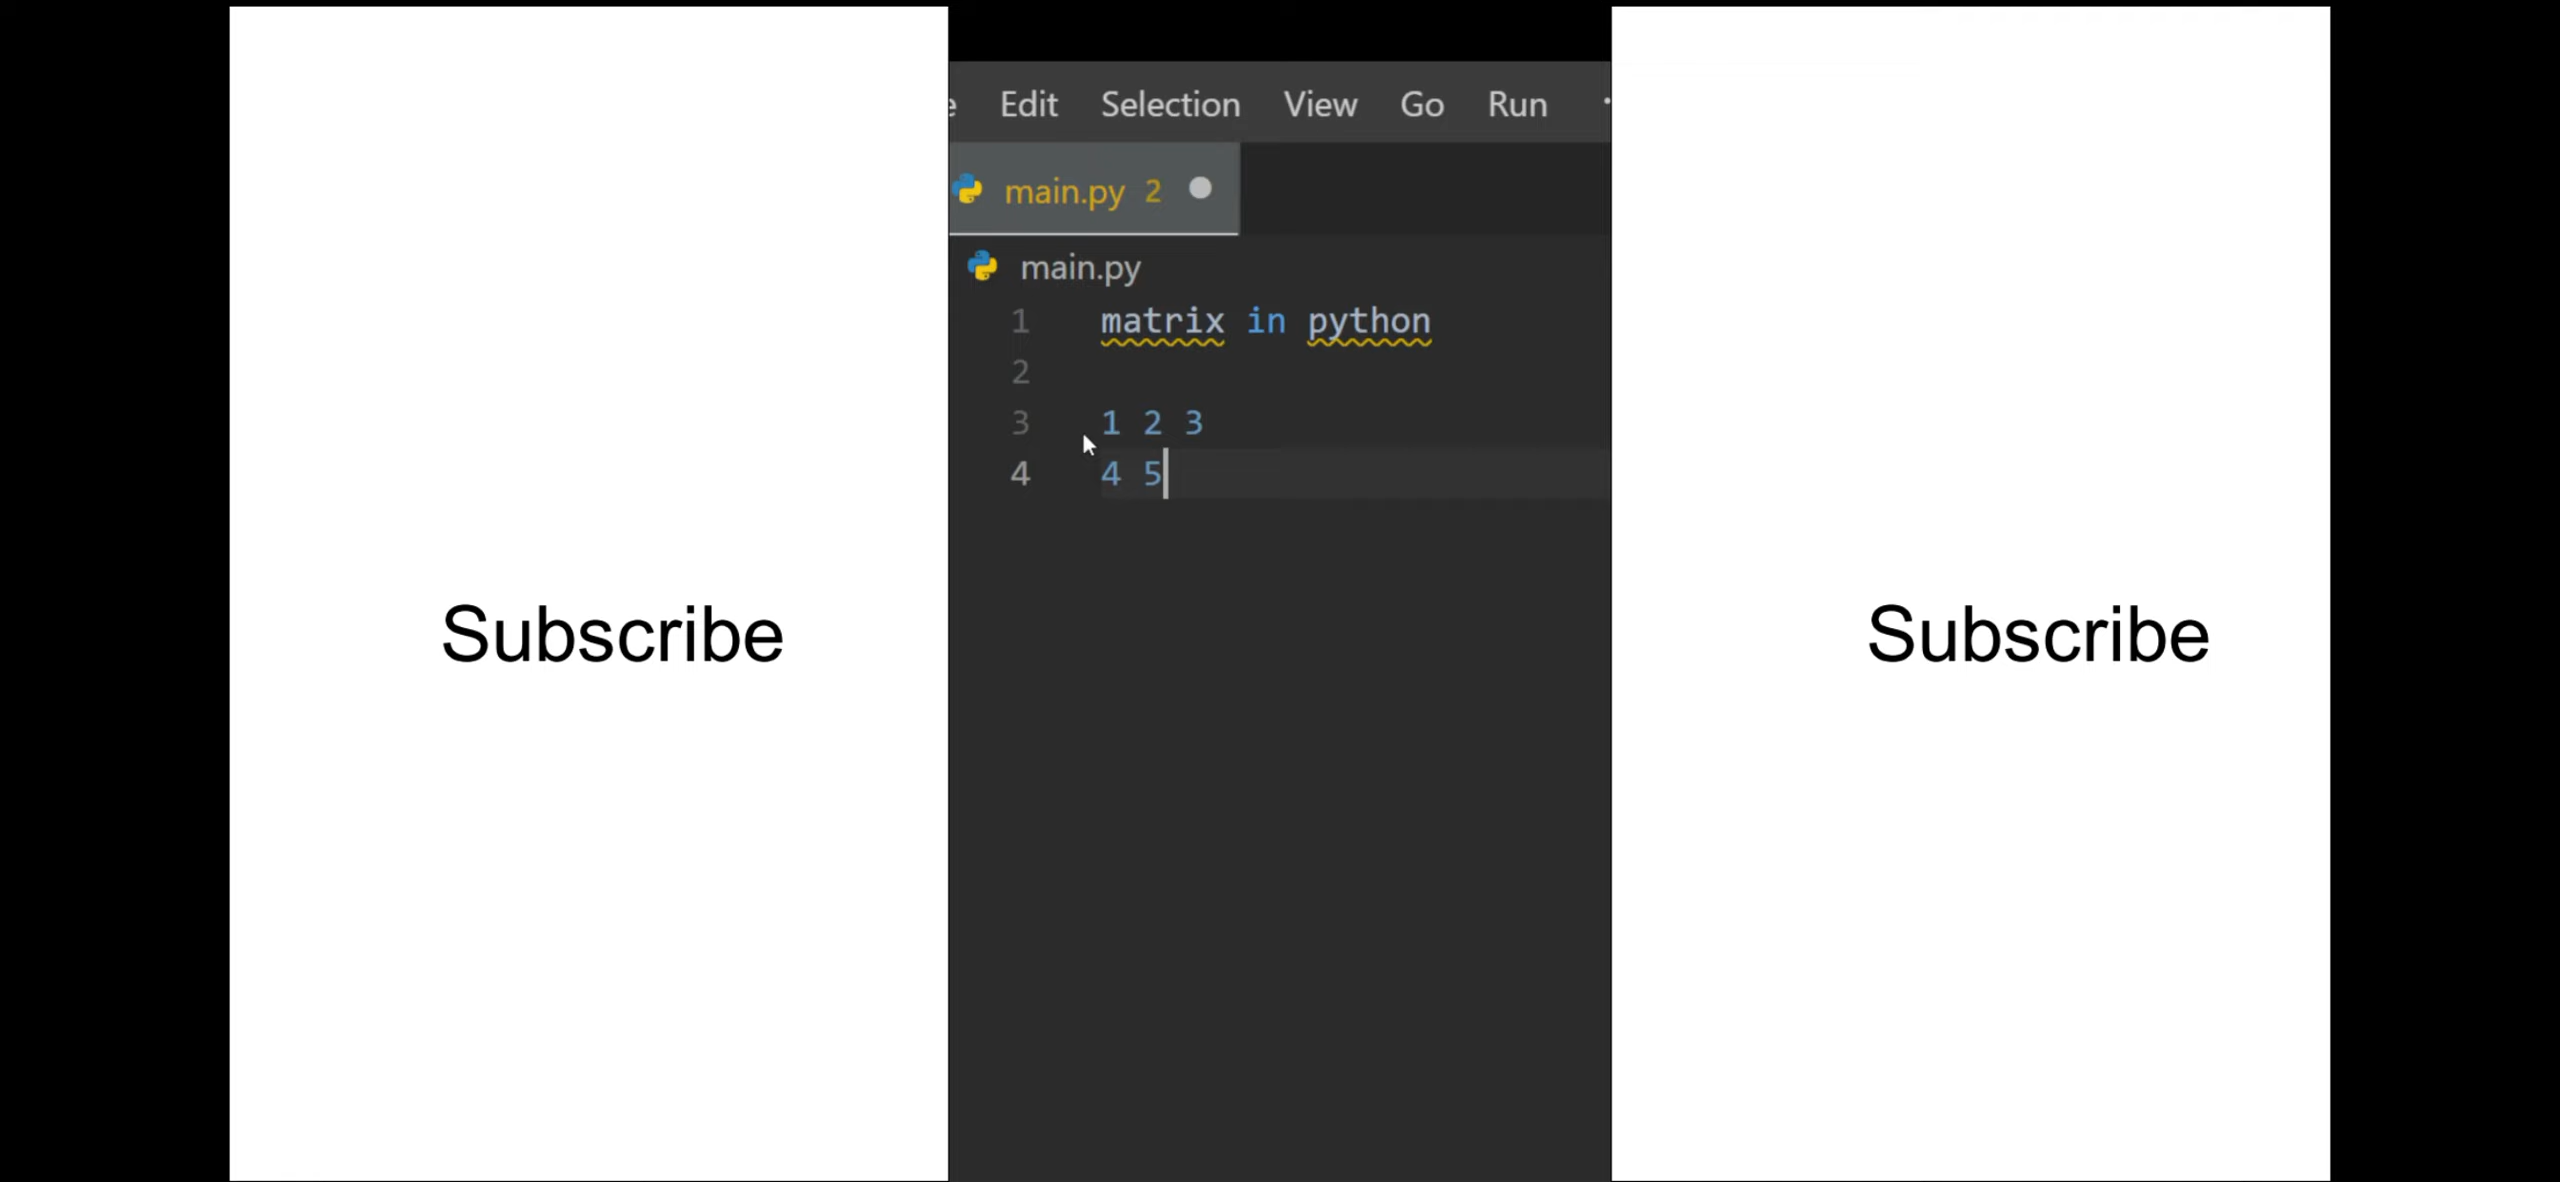 Edit Selection View Go Run
main.py 2
main.py
1 matrix in python
2
3 1 2 3
4 4 5
Subscribe
Subscribe